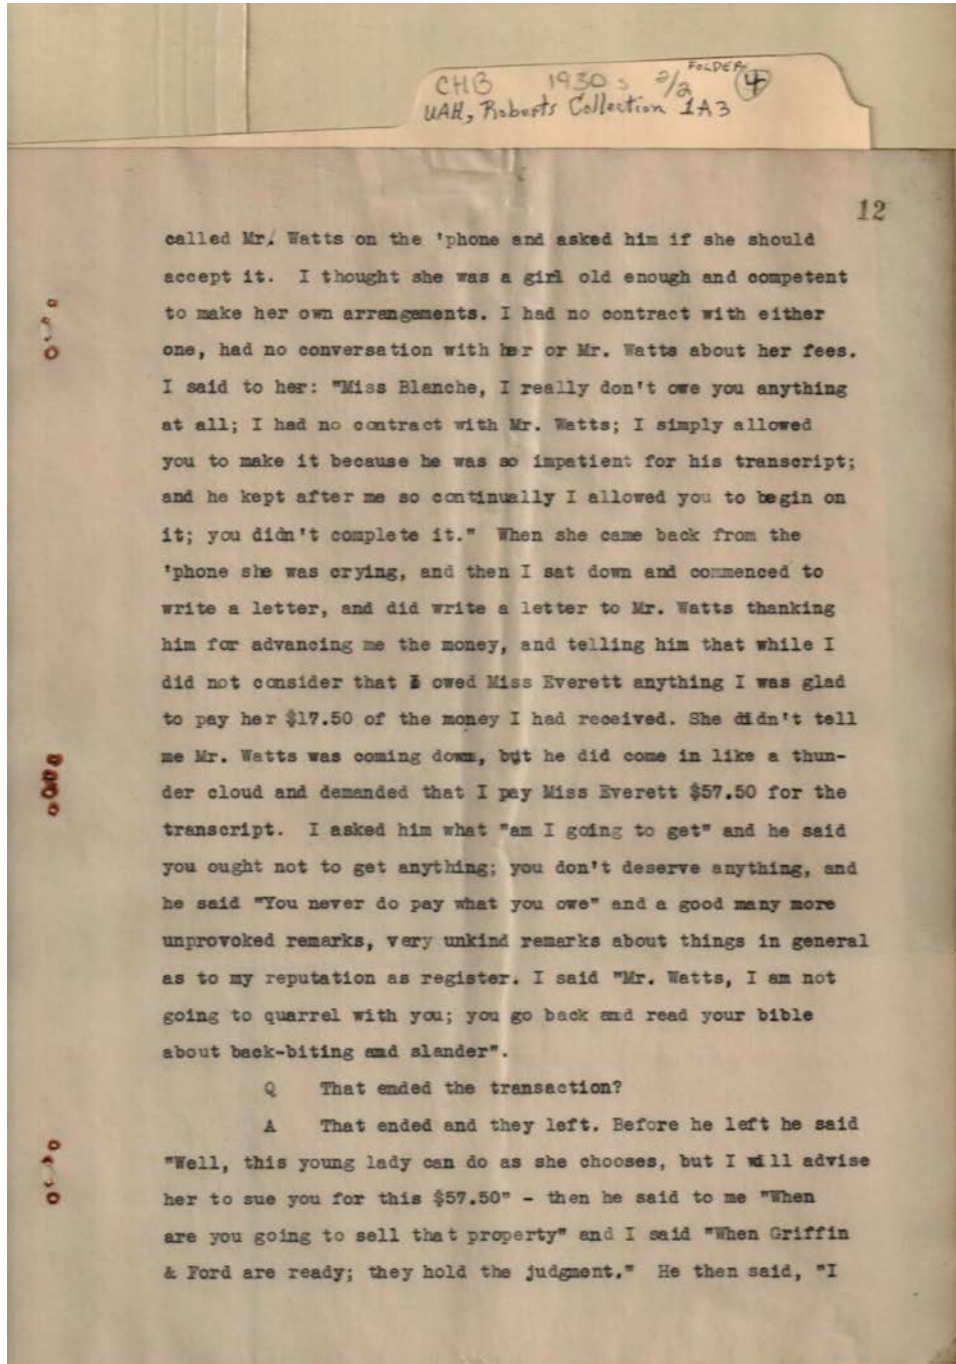 FOLDER
CHB 1930s 2/2 4
UAH, Roberts Collection 1A3
12
called Mr. Watts on the 'phone and asked him if she should
accept it. I thought she was a girl old enough and competent
to make her own arrangements. I had no contract with either
one, had no conversation with her or Mr. Watts about her fees.
I said to her: "Miss Blanche, I really don't owe you anything
at all; I had no contract with Mr. Watts; I simply allowed
you to make it because he was so impatient for his transcript;
and he kept after me so continually I allowed you to begin on
it; you didn't complete it." When she came back from the
'phone she was crying, and then I sat down and commenced to
write a letter, and did write a letter to Mr. Watts thanking
him for advancing me the money, and telling him that while I
did not consider that I owed Miss Everett anything I was glad
to pay her $17.50 of the money I had received. She didn't tell
me Mr. Watts was coming down, but he did come in like a thun-
der cloud and demanded that I pay Miss Everett $57.50 for the
transcript. I asked him what "am I going to get" and he said
you ought not to get anything; you don't deserve anything, and
he said "You never do pay what you owe" and a good many more
unprovoked remarks, very unkind remarks about things in general
as to my reputation as register. I said "Mr. Watts, I am not
going to quarrel with you; you go back and read your bible
about back-biting and slander".
Q That ended the transaction?
A That ended and they left. Before he left he said
"Well, this young lady can do as she chooses, but I will advise
her to sue you for this $57.50" - then he said to me "When
are you going to sell that property" and I said "When Griffin
& Ford are ready; they hold the judgment." He then said, "I